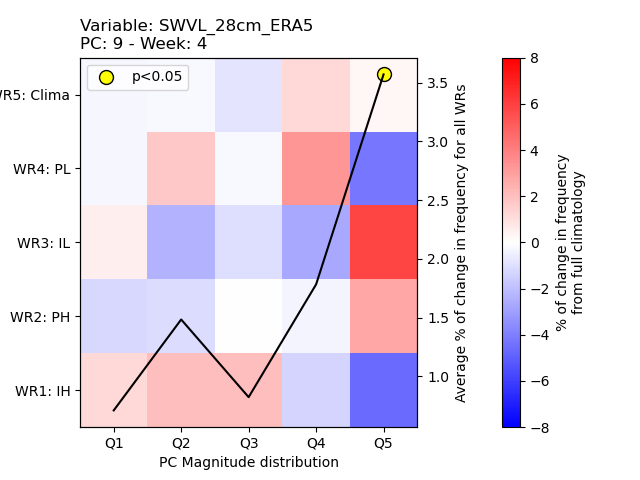 Variable: SWVL_28cm_ERA5
PC: 9 - Week: 4
p<0.05
WR5: Clima
WR4: PL
WR3: IL
WR2: PH
WR1: IH
Q1 Q2 Q3 Q4 Q5
PC Magnitude distribution
3.5
3.0
2.5
2.0
1.5
1.0
Average % of change in frequency for all WRs
8
6
4
2
0
−2
−4
−6
−8
% of change in frequency
from full climatology